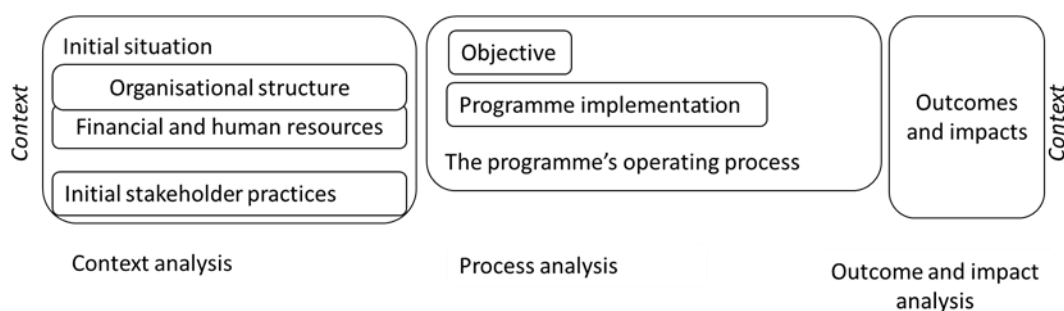 Context
Initial situation
Organisational structure
Financial and human resources
Initial stakeholder practices
Objective
Programme implementation
The programme's operating process
Outcomes
and impacts
Context
Context analysis
Process analysis
Outcome and impact
analysis